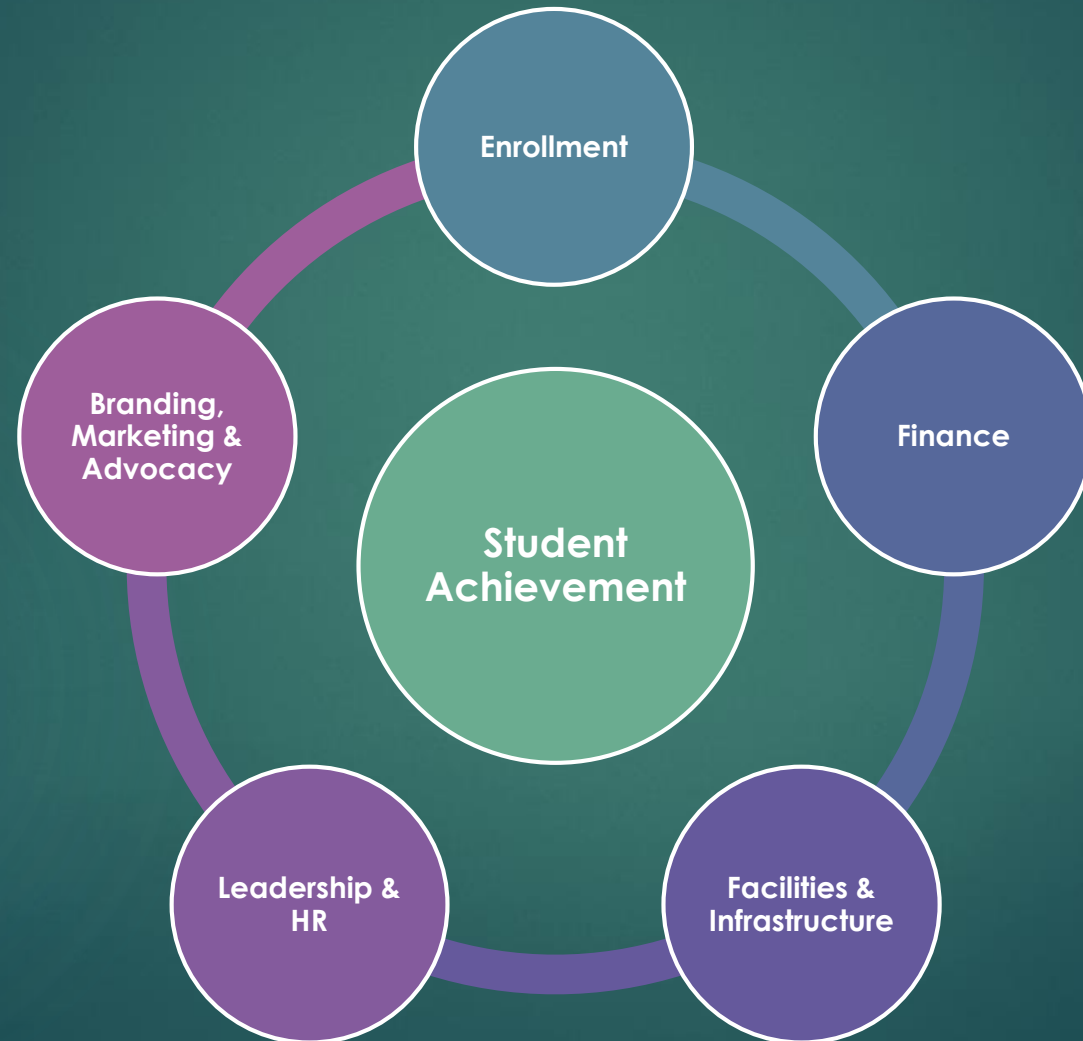 Enrollment
Finance
Facilities &
Infrastructure
Leadership &
HR
Branding,
Marketing &
Advocacy
Student
Achievement